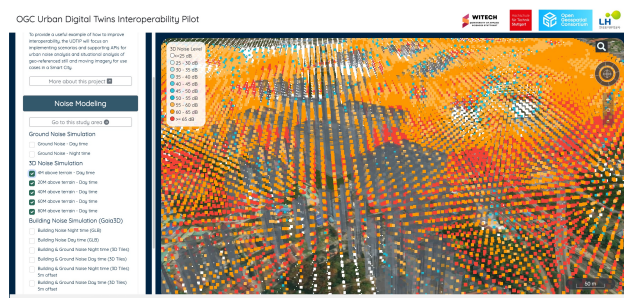 OGC Urban Digital Twins Interoperability Pilot
WITECH
Open
Geospatial
Consortium
LH
To provide a useful example of how to improve
interoperability, the UDTIP will focus on
implementing scenarios and supporting APIs for
urban noise analysis and situational analysis of
geo-referenced still and moving imagery for use
cases in a Smart City.
More about this project
Noise Modeling
Go to this study area
Ground Noise Simulation
Ground Noise - Day time
Ground Noise - Night time
3D Noise Simulation
4M above terrain - Day time
20M above terrain - Day time
40M above terrain - Day time
60M above terrain - Day time
80M above terrain - Day time
Building Noise Simulation (Gaia3D)
Building Noise Night time (GLB)
Building Noise Day time (GLB)
Building & Ground Noise Night time (3D Tiles)
Building & Ground Noise Day time (3D Tiles)
Building & Ground Noise Night time (3D Tiles)
5m offset
Building & Ground Noise Day time (3D Tiles)
5m offset
3D Noise Level
<=25 dB
25 - 30 dB
30 - 35 dB
35 - 40 dB
40 - 45 dB
45 - 50 dB
50 - 55 dB
55 - 60 dB
60 - 65 dB
>= 65 dB
50 m